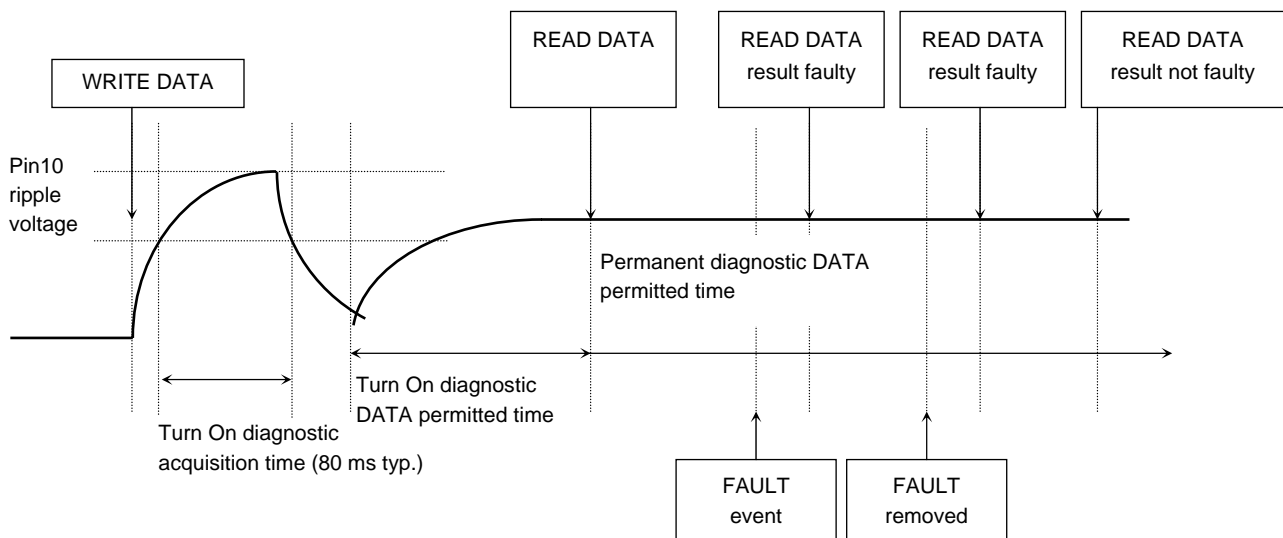 READ DATA
READ DATA
result faulty
READ DATA
result faulty
READ DATA
result not faulty
WRITE DATA
Pin10
ripple
voltage
Permanent diagnostic DATA
permitted time
Turn On diagnostic
DATA permitted time
Turn On diagnostic
acquisition time (80 ms typ.)
FAULT
event
FAULT
removed